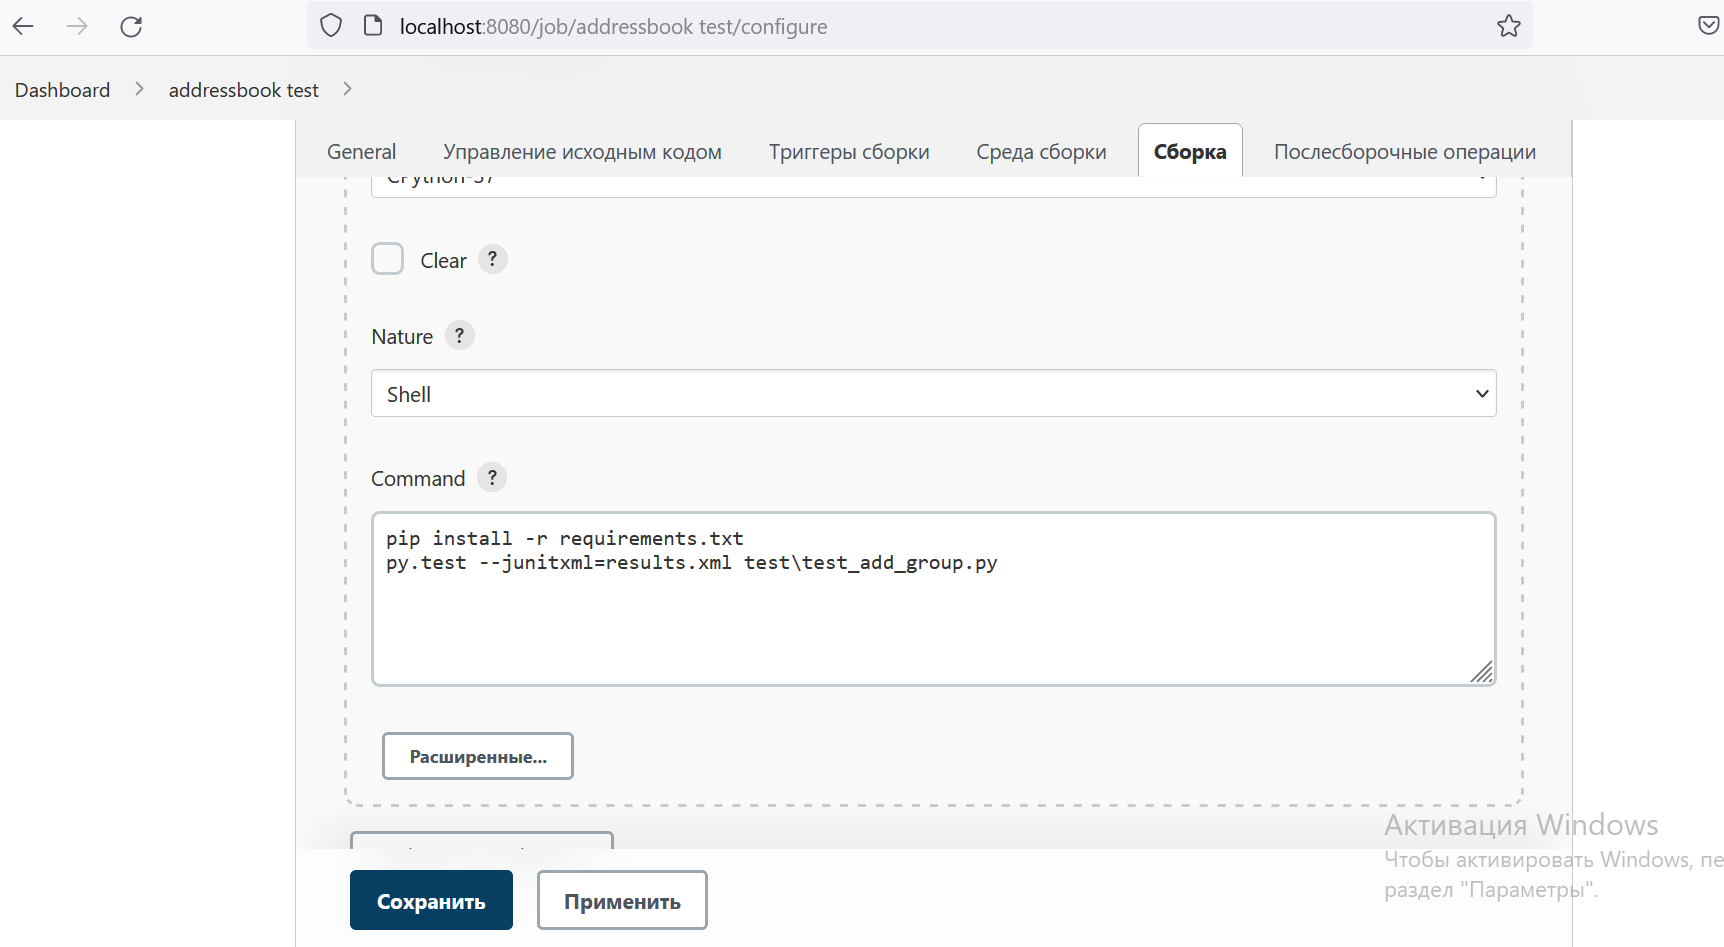 localhost:8080/job/addressbook test/configure
Dashboard
addressbook test
General
Управление исходным кодом
Триггеры сборки
Среда сборки
Сборка
Послесборочные операции
CPython-37
Clear ?
Nature ?
Shell
Command ?
pip install -r requirements.txt
py.test --junitxml=results.xml test\test_add_group.py
Расширенные...
Сохранить
Применить
Активация Windows
Чтобы активировать Windows, пе
раздел "Параметры".